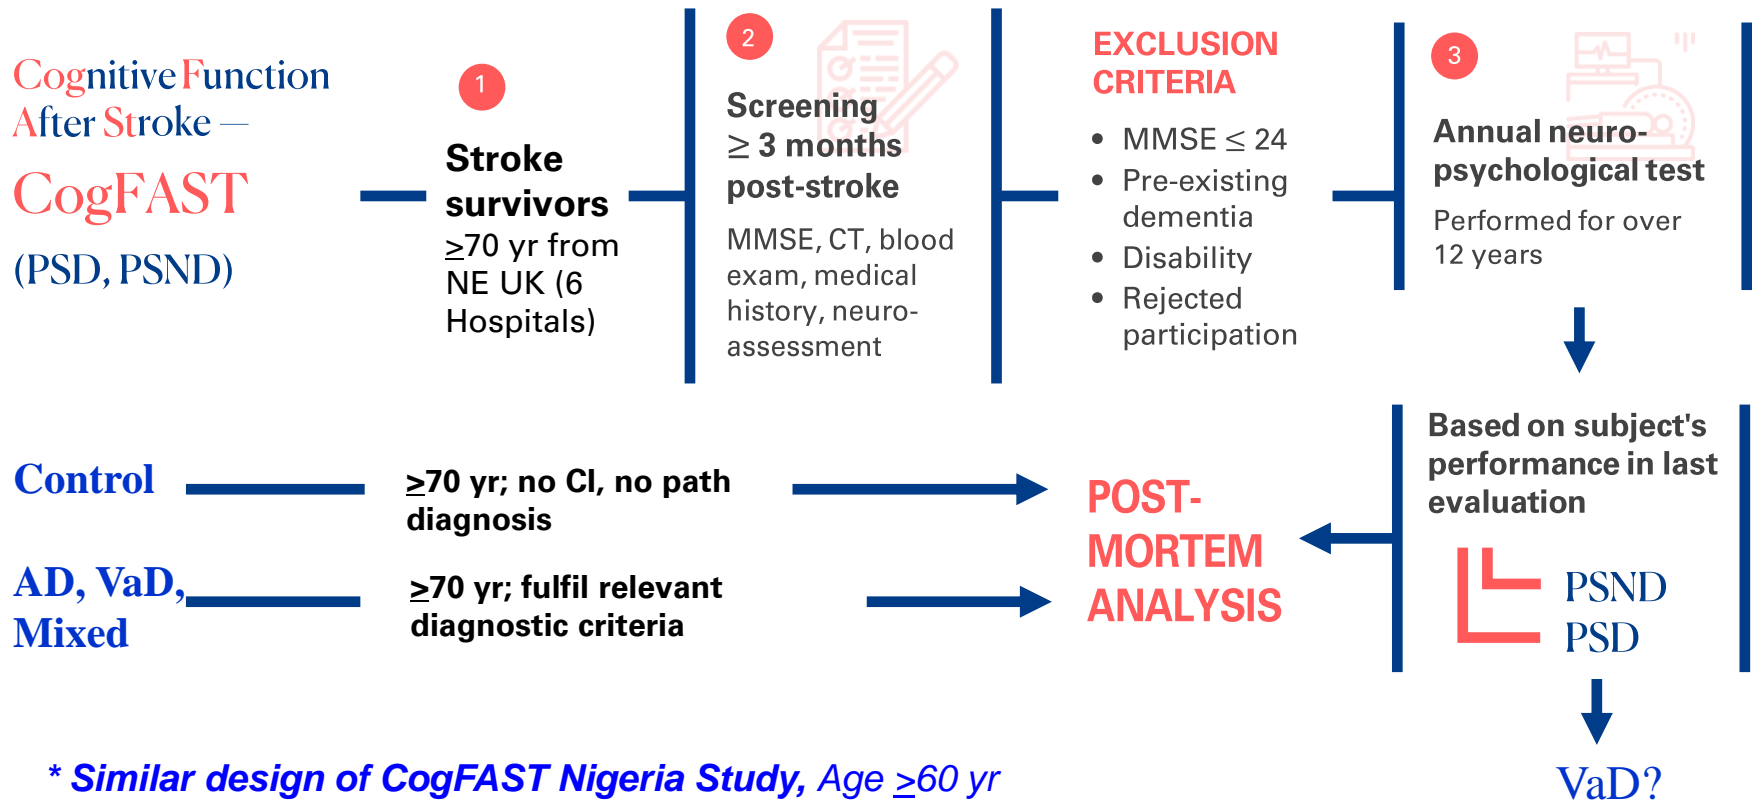 Cognitive Function
After Stroke —
CogFAST
(PSD, PSND)
1
Stroke
survivors
≥70 yr from
NE UK (6
Hospitals)
2
Screening
≥ 3 months
post-stroke
MMSE, CT, blood
exam, medical
history, neuro-
assessment
EXCLUSION
CRITERIA
• MMSE ≤ 24
• Pre-existing
dementia
• Disability
• Rejected
participation
3
Annual neuro-
psychological test
Performed for over
12 years
Based on subject's
performance in last
evaluation
PSND
PSD
VaD?
Control
≥70 yr; no CI, no path
diagnosis
AD, VaD,
Mixed
≥70 yr; fulfil relevant
diagnostic criteria
POST-
MORTEM
ANALYSIS
* Similar design of CogFAST Nigeria Study, Age ≥60 yr